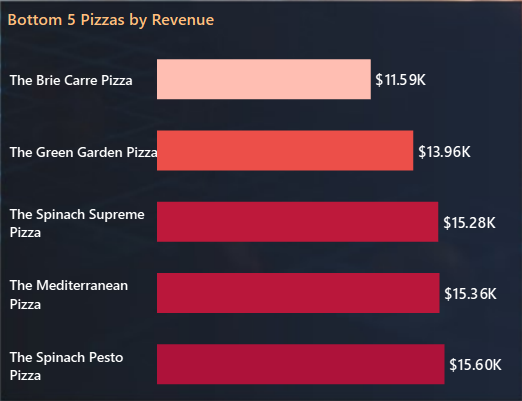 Bottom 5 Pizzas by Revenue
The Brie Carre Pizza
$11.59K
The Green Garden Pizza
$13.96K
The Spinach Supreme
Pizza
$15.28K
The Mediterranean
Pizza
$15.36K
The Spinach Pesto
Pizza
$15.60K